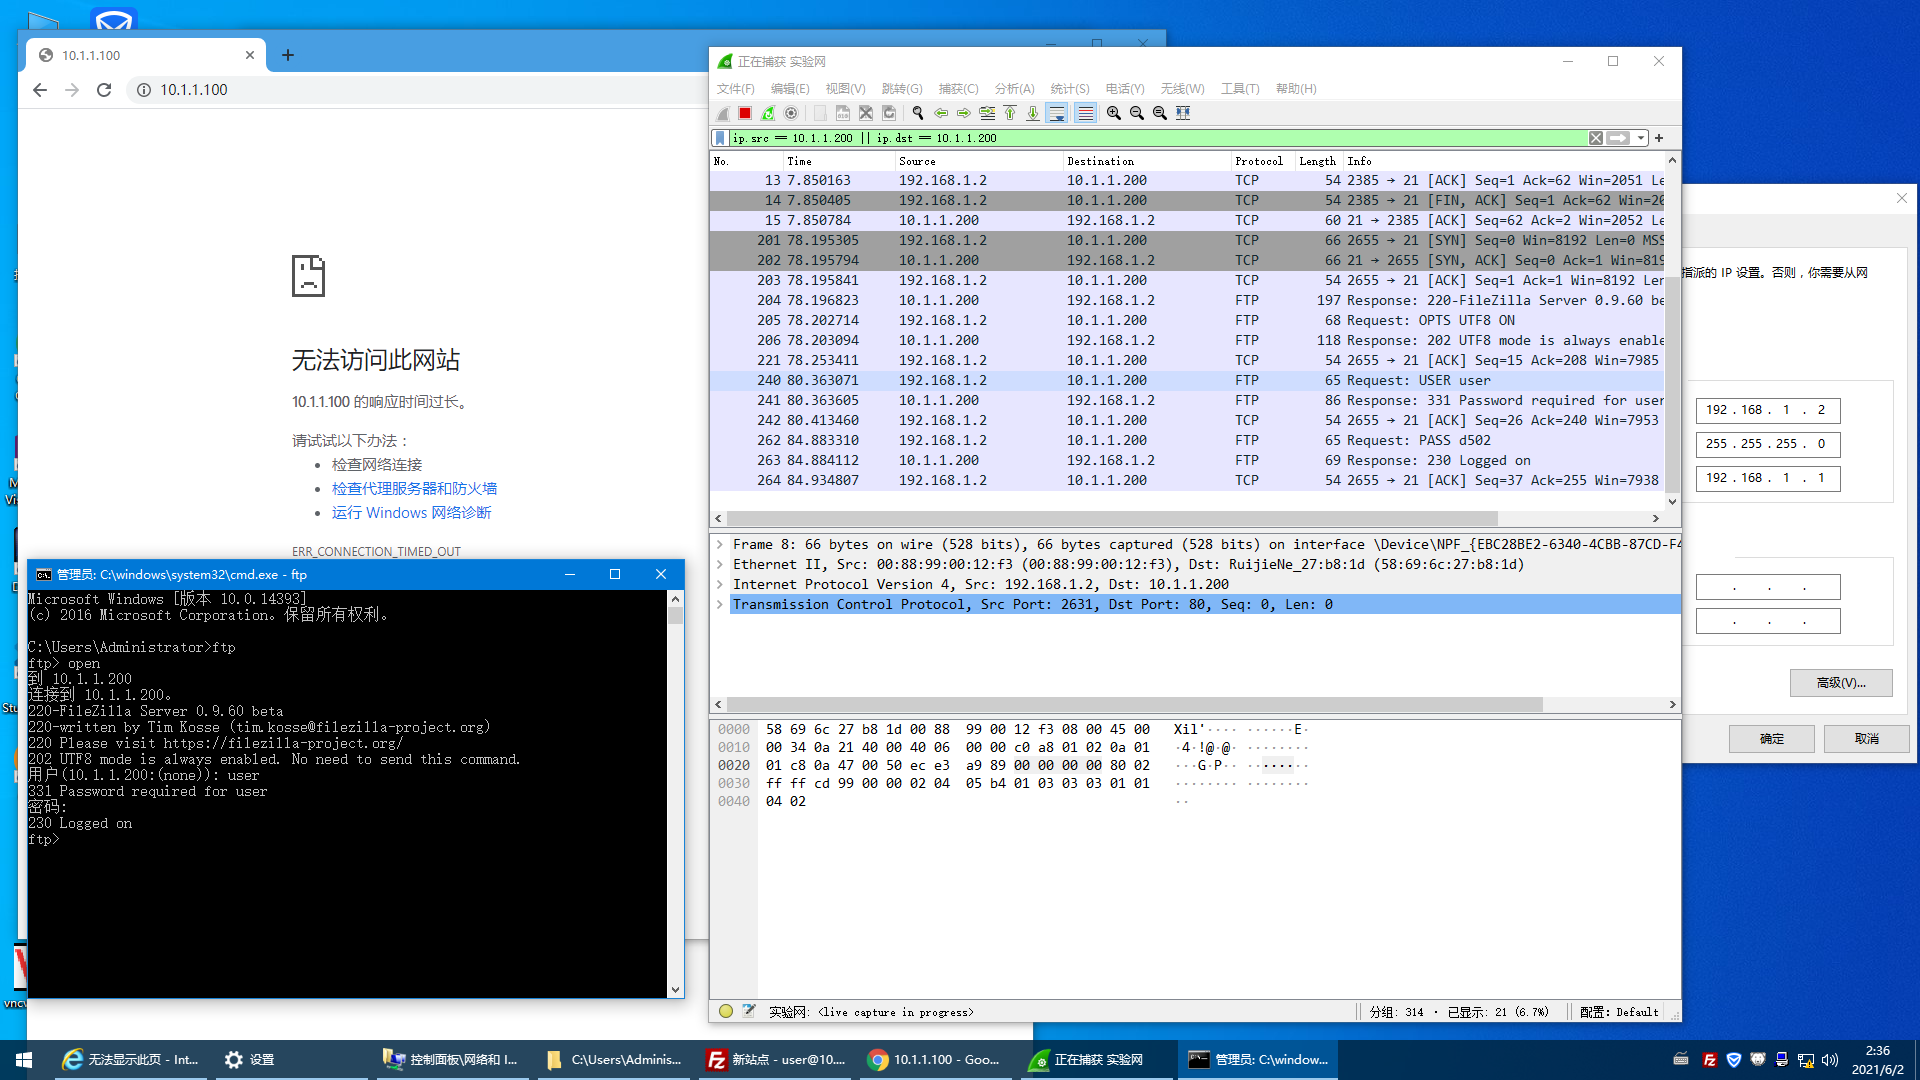 10.1.1.100
10.1.1.100
无法访问此网站
10.1.1.100 的响应时间过长。
请试试以下办法：
检查网络连接
检查代理服务器和防火墙
运行 Windows 网络诊断
ERR_CONNECTION_TIMED_OUT
正在捕获 实验网
文件(F) 编辑(E) 视图(V) 跳转(G) 捕获(C) 分析(A) 统计(S) 电话(Y) 无线(W) 工具(T) 帮助(H)
ip.src == 10.1.1.200 || ip.dst == 10.1.1.200
No. Time Source Destination Protocol Length Info
13 7.850163 192.168.1.2 10.1.1.200 TCP 54 2385 → 21 [ACK] Seq=1 Ack=62 Win=2051 Le
14 7.850405 192.168.1.2 10.1.1.200 TCP 54 2385 → 21 [FIN, ACK] Seq=1 Ack=62 Win=20
15 7.850784 10.1.1.200 192.168.1.2 TCP 60 21 → 2385 [ACK] Seq=62 Ack=2 Win=2052 Le
201 78.195305 192.168.1.2 10.1.1.200 TCP 66 2655 → 21 [SYN] Seq=0 Win=8192 Len=0 MSS
202 78.195794 10.1.1.200 192.168.1.2 TCP 66 21 → 2655 [SYN, ACK] Seq=0 Ack=1 Win=819
203 78.195841 192.168.1.2 10.1.1.200 TCP 54 2655 → 21 [ACK] Seq=1 Ack=1 Win=8192 Len
204 78.196823 10.1.1.200 192.168.1.2 FTP 197 Response: 220-FileZilla Server 0.9.60 be
205 78.202714 192.168.1.2 10.1.1.200 FTP 68 Request: OPTS UTF8 ON
206 78.203094 10.1.1.200 192.168.1.2 FTP 118 Response: 202 UTF8 mode is always enable
221 78.253411 192.168.1.2 10.1.1.200 TCP 54 2655 → 21 [ACK] Seq=15 Ack=208 Win=7985
240 80.363071 192.168.1.2 10.1.1.200 FTP 65 Request: USER user
241 80.363605 10.1.1.200 192.168.1.2 FTP 86 Response: 331 Password required for user
242 80.413460 192.168.1.2 10.1.1.200 TCP 54 2655 → 21 [ACK] Seq=26 Ack=240 Win=7953
262 84.883310 192.168.1.2 10.1.1.200 FTP 65 Request: PASS d502
263 84.884112 10.1.1.200 192.168.1.2 FTP 69 Response: 230 Logged on
264 84.934807 192.168.1.2 10.1.1.200 TCP 54 2655 → 21 [ACK] Seq=37 Ack=255 Win=7938
Frame 8: 66 bytes on wire (528 bits), 66 bytes captured (528 bits) on interface \Device\NPF_{EBC28BE2-6340-4CBB-87CD-F4
Ethernet II, Src: 00:88:99:00:12:f3 (00:88:99:00:12:f3), Dst: RuijieNe_27:b8:1d (58:69:6c:27:b8:1d)
Internet Protocol Version 4, Src: 192.168.1.2, Dst: 10.1.1.200
Transmission Control Protocol, Src Port: 2631, Dst Port: 80, Seq: 0, Len: 0
0000 58 69 6c 27 b8 1d 00 88 99 00 12 f3 08 00 45 00 Xil'···· ······E·
0010 00 34 0a 21 40 00 40 06 00 00 c0 a8 01 02 0a 01 ·4·!@·@· ········
0020 01 c8 0a 47 00 50 ec e3 a9 89 00 00 00 00 80 02 ···G·P·· ········
0030 ff ff cd 99 00 00 02 04 05 b4 01 03 03 03 01 01 ········ ········
0040 04 02 ··
实验网: <live capture in progress>
分组: 314 · 已显示: 21 (6.7%)
配置: Default
指派的 IP 设置。否则，你需要从网
192 . 168 . 1 . 2
255 . 255 . 255 . 0
192 . 168 . 1 . 1
. . .
. . .
高级(V)...
确定 取消
管理员: C:\windows\system32\cmd.exe - ftp
Microsoft Windows [版本 10.0.14393]
(c) 2016 Microsoft Corporation。保留所有权利。
C:\Users\Administrator>ftp
ftp> open
到 10.1.1.200
连接到 10.1.1.200。
220-FileZilla Server 0.9.60 beta
220-written by Tim Kosse (tim.kosse@filezilla-project.org)
220 Please visit https://filezilla-project.org/
202 UTF8 mode is always enabled. No need to send this command.
用户(10.1.1.200:(none)): user
331 Password required for user
密码:
230 Logged on
ftp>
Stu
vncv
无法显示此页 - Int...
设置
控制面板\网络和 I...
C:\Users\Adminis...
新站点 - user@10....
10.1.1.100 - Goo...
正在捕获 实验网
管理员: C:\window...
2:36
2021/6/2